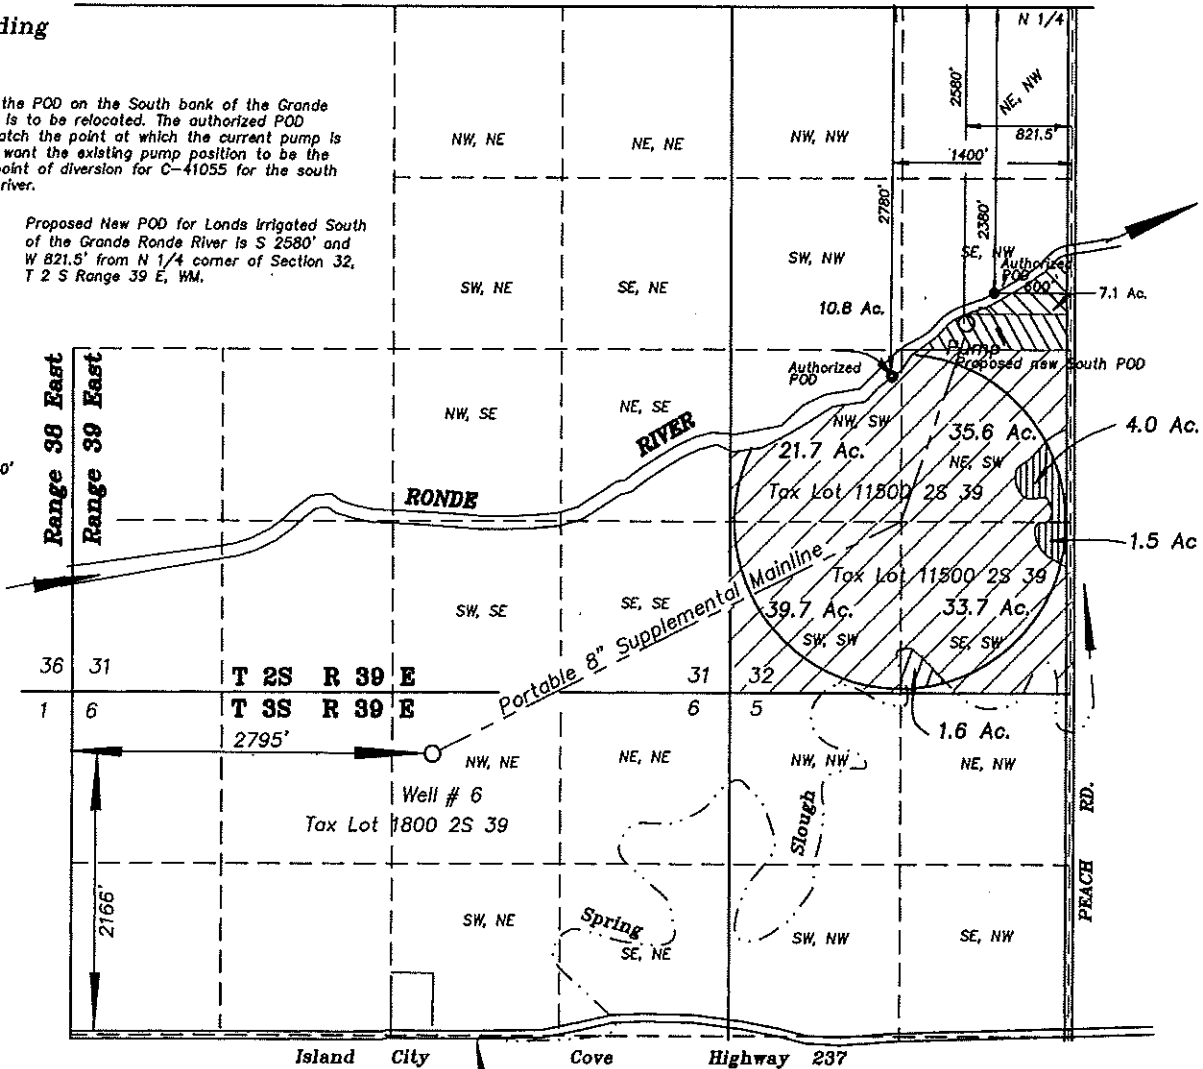 ding
the POD on the South bank of the Grande
is to be relocated. The authorized POD
atch the point at which the current pump is
want the existing pump position to be the
oint of diversion for C-41055 for the south
river.
Proposed New POD for Lands Irrigated South
of the Grande Ronde River is S 2580' and
W 821.5' from N 1/4 corner of Section 32,
T 2 S Range 39 E, WM.
N 1/4
NE, NW
2580'
821.5'
1400'
2780'
2380'
NW, NE
NE, NE
NW, NW
SW, NE
SE, NE
SW, NW
SE, NW
Authorized
POD
600'
7.1 Ac.
10.8 Ac.
Pump
Proposed new South POD
Authorized
POD
Range 38 East
Range 39 East
0'
NW, SE
NE, SE
RIVER
RONDE
NW, SW
21.7 Ac.
35.6 Ac.
NE, SW
4.0 Ac.
Tax Lot 11500 2S 39
1.5 Ac
Tax Lot 11500 2S 39
39.7 Ac.
33.7 Ac.
SW, SW
SE, SW
SW, SE
SE, SE
Portable 8" Supplemental Mainline
36 31
T 2S R 39 E
31 32
1 6
T 3S R 39 E
6 5
1.6 Ac.
2795'
NW, NE
NE, NE
NW, NW
NE, NW
Well # 6
Tax Lot 1800 2S 39
Slough
PEACH RD.
2166'
SW, NE
Spring
SE, NE
SW, NW
SE, NW
Island City Cove Highway 237